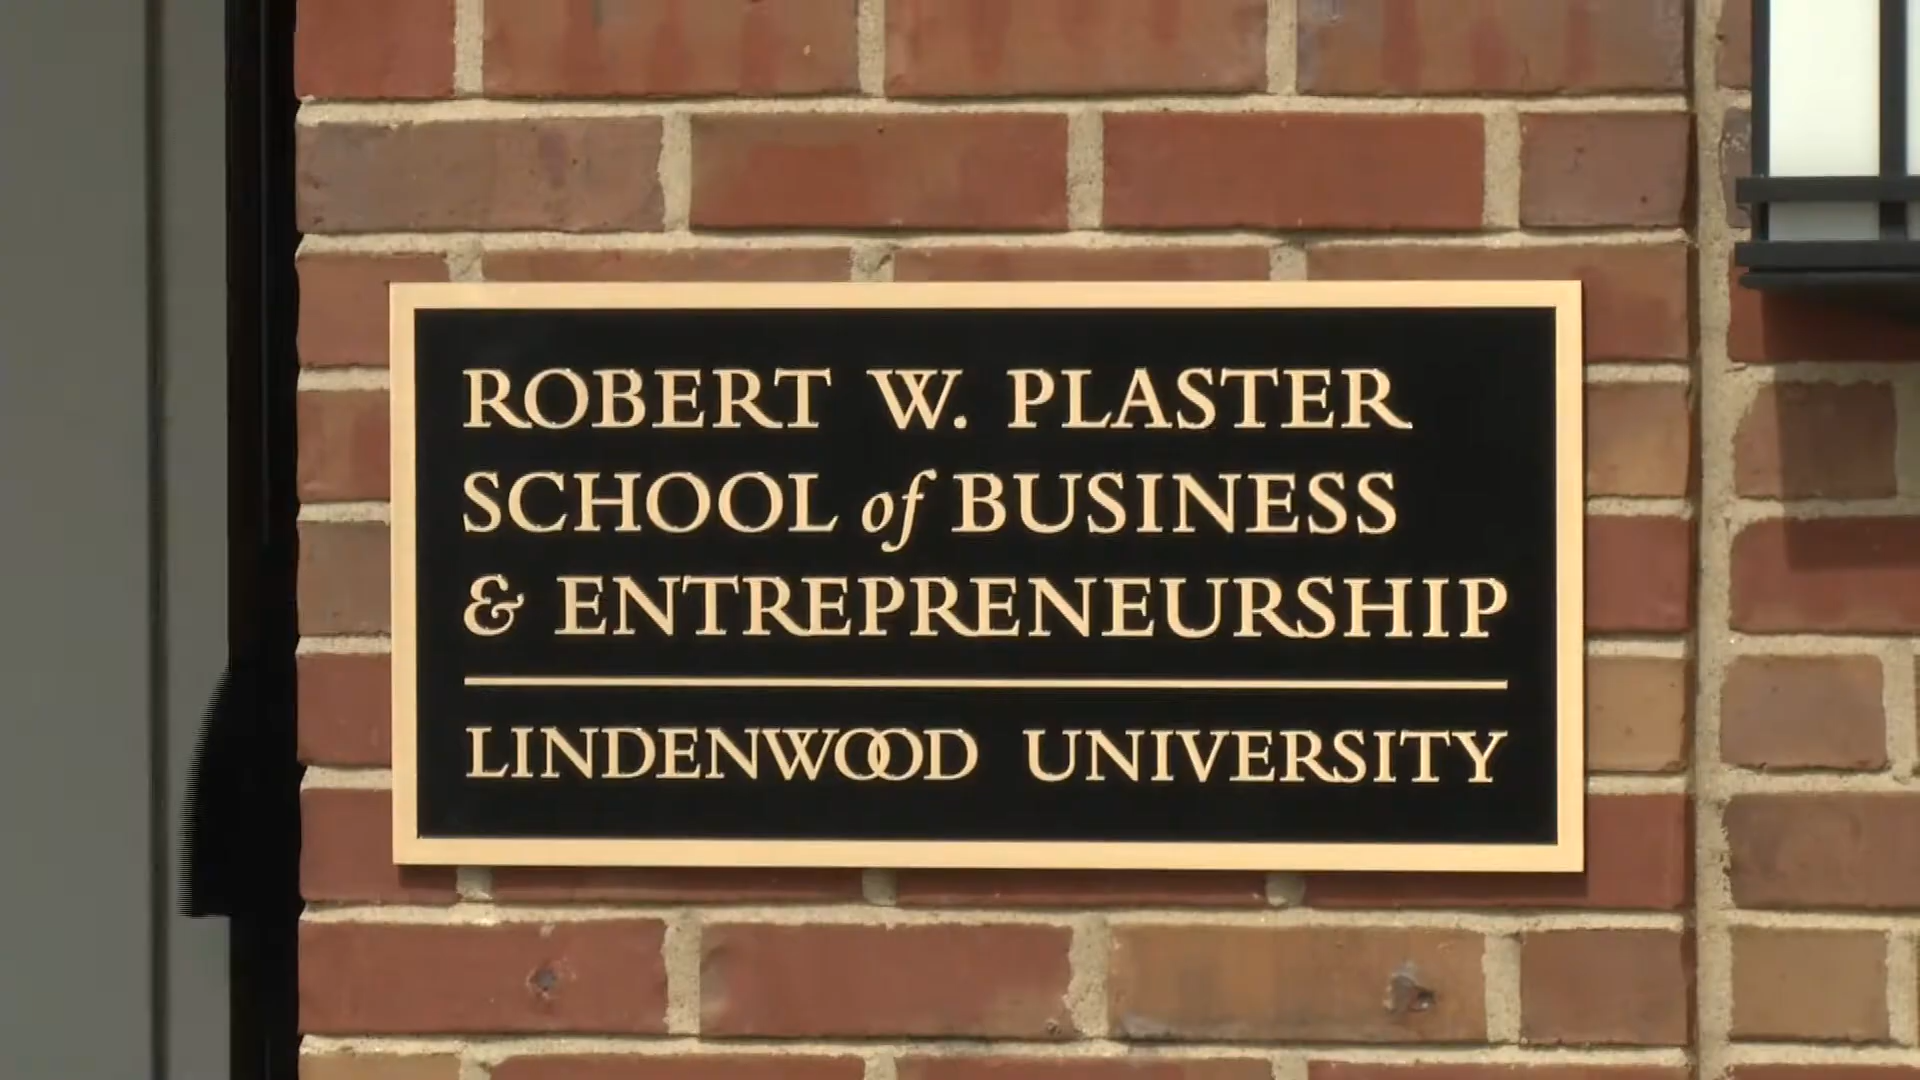 ROBERT W. PLASTER
SCHOOL of BUSINESS
& ENTREPRENEURSHIP
LINDENWOOD UNIVERSITY